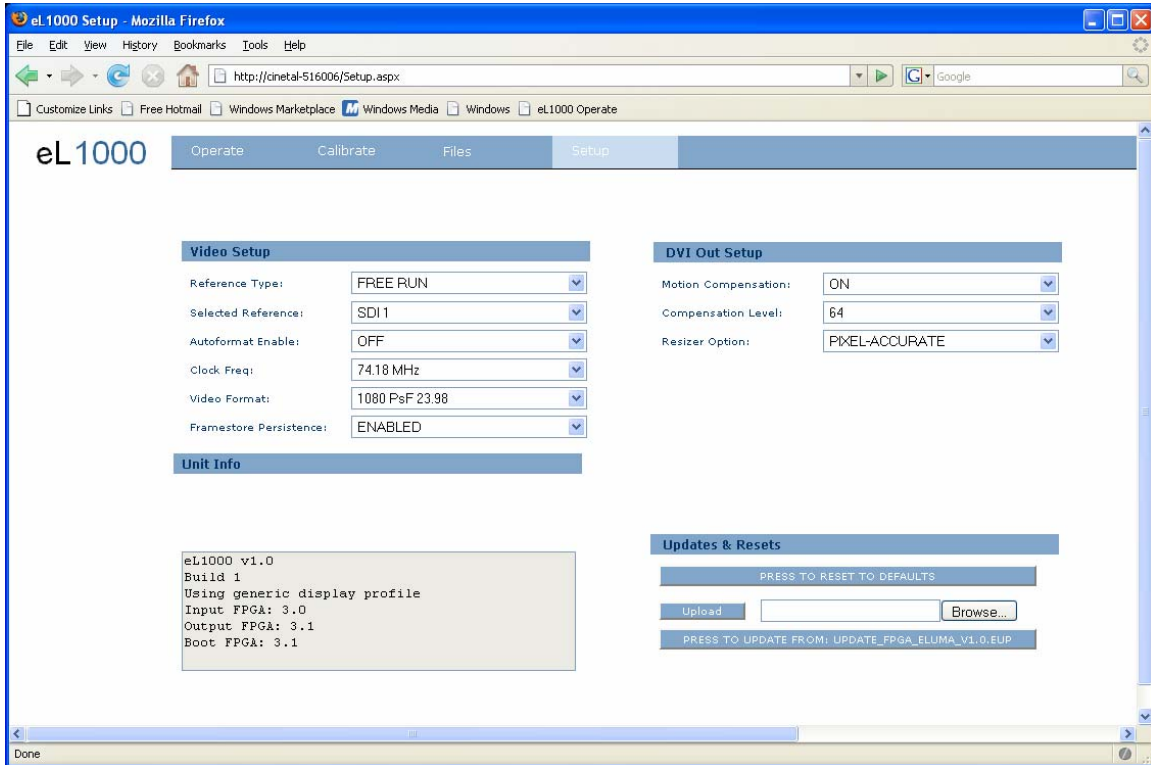 eL1000 Setup - Mozilla Firefox
File Edit View History Bookmarks Tools Help
http://cinetal-516006/Setup.aspx
G Google
Customize Links Free Hotmail Windows Marketplace Windows Media Windows eL1000 Operate
eL1000
Operate Calibrate Files Setup
Video Setup
Reference Type: FREE RUN
Selected Reference: SDI 1
Autoformat Enable: OFF
Clock Freq: 74.18 MHz
Video Format: 1080 PsF 23.98
Framestore Persistence: ENABLED
DVI Out Setup
Motion Compensation: ON
Compensation Level: 64
Resizer Option: PIXEL-ACCURATE
Unit Info
eL1000 v1.0
Build 1
Using generic display profile
Input FPGA: 3.0
Output FPGA: 3.1
Boot FPGA: 3.1
Updates & Resets
PRESS TO RESET TO DEFAULTS
Upload Browse...
PRESS TO UPDATE FROM: UPDATE_FPGA_ELUMA_V1.0.EUP
Done